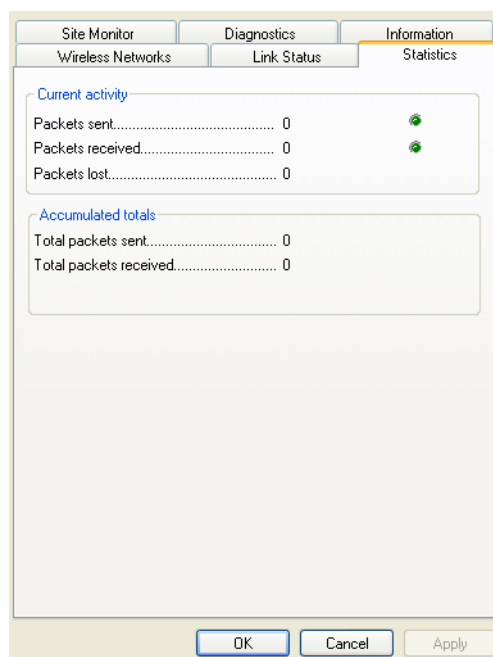 Site Monitor Diagnostics Information
Wireless Networks Link Status Statistics
Current activity
Packets sent................................................ 0
Packets received........................................ 0
Packets lost.................................................. 0
Accumulated totals
Total packets sent....................................... 0
Total packets received............................... 0
OK Cancel Apply